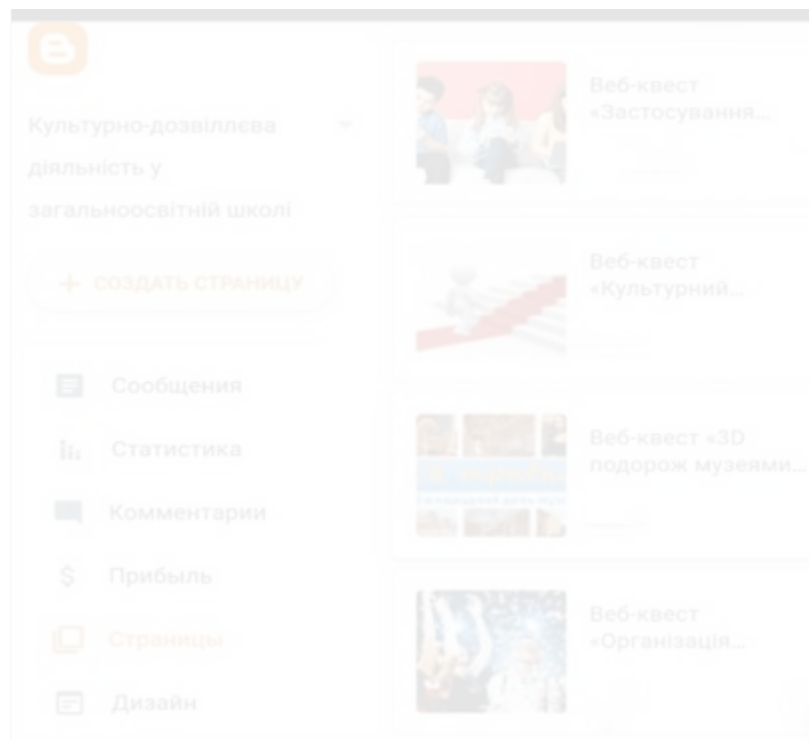 Культурно-дозвіллєва
діяльність у
загальноосвітній школі
+ СОЗДАТЬ СТРАНИЦУ
Сообщения
Статистика
Комментарии
$ Прибыль
Страницы
Дизайн
Веб-квест
«Застосування...
Веб-квест
«Культурний...
Веб-квест «3D
подорож музеями...
Веб-квест
«Організація...